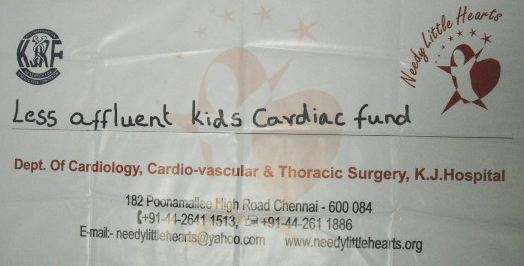 Needy Little Hearts
KJRF
Less affluent kids Cardiac fund
Dept. Of Cardiology, Cardio-vascular & Thoracic Surgery, K.J.Hospital
182 Poonamallee High Road Chennai - 600 084
+91-44-2641 1513, +91-44-261 1886
E-mail:- needylittlehearts@yahoo.com www.needylittlehearts.org